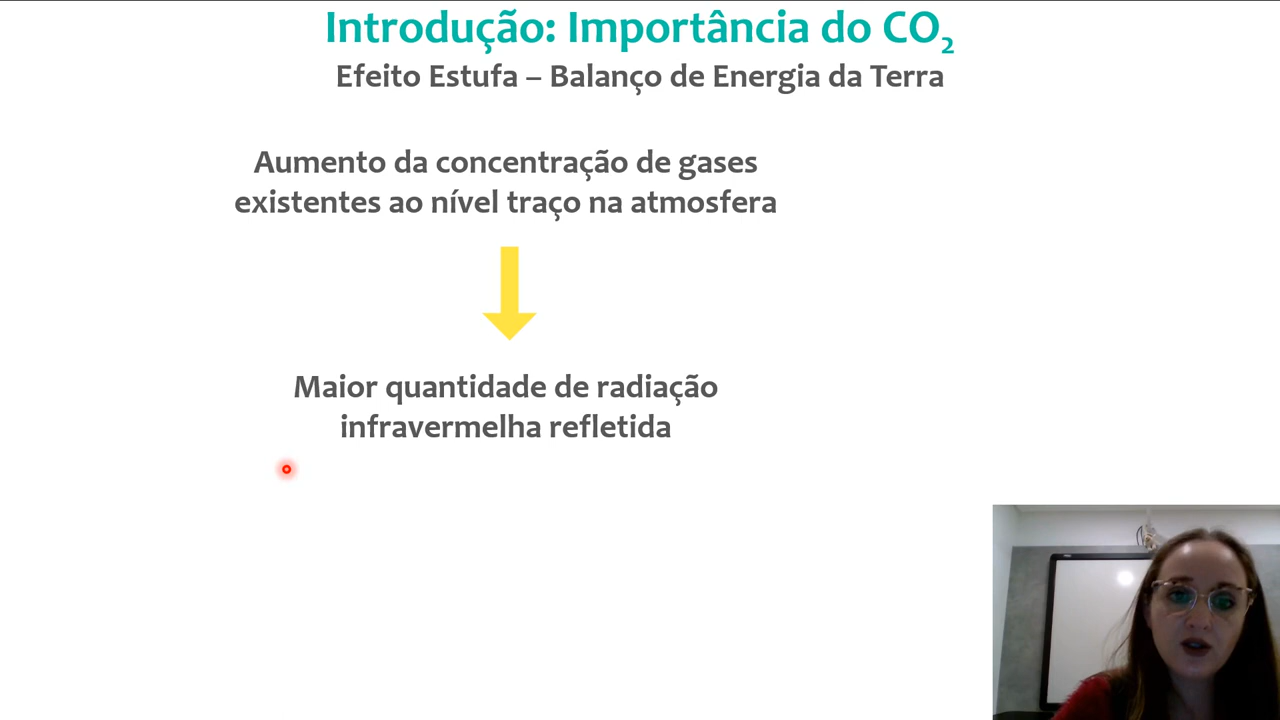 Introdução: Importância do CO₂
Efeito Estufa – Balanço de Energia da Terra
Aumento da concentração de gases
existentes ao nível traço na atmosfera
Maior quantidade de radiação
infravermelha refletida